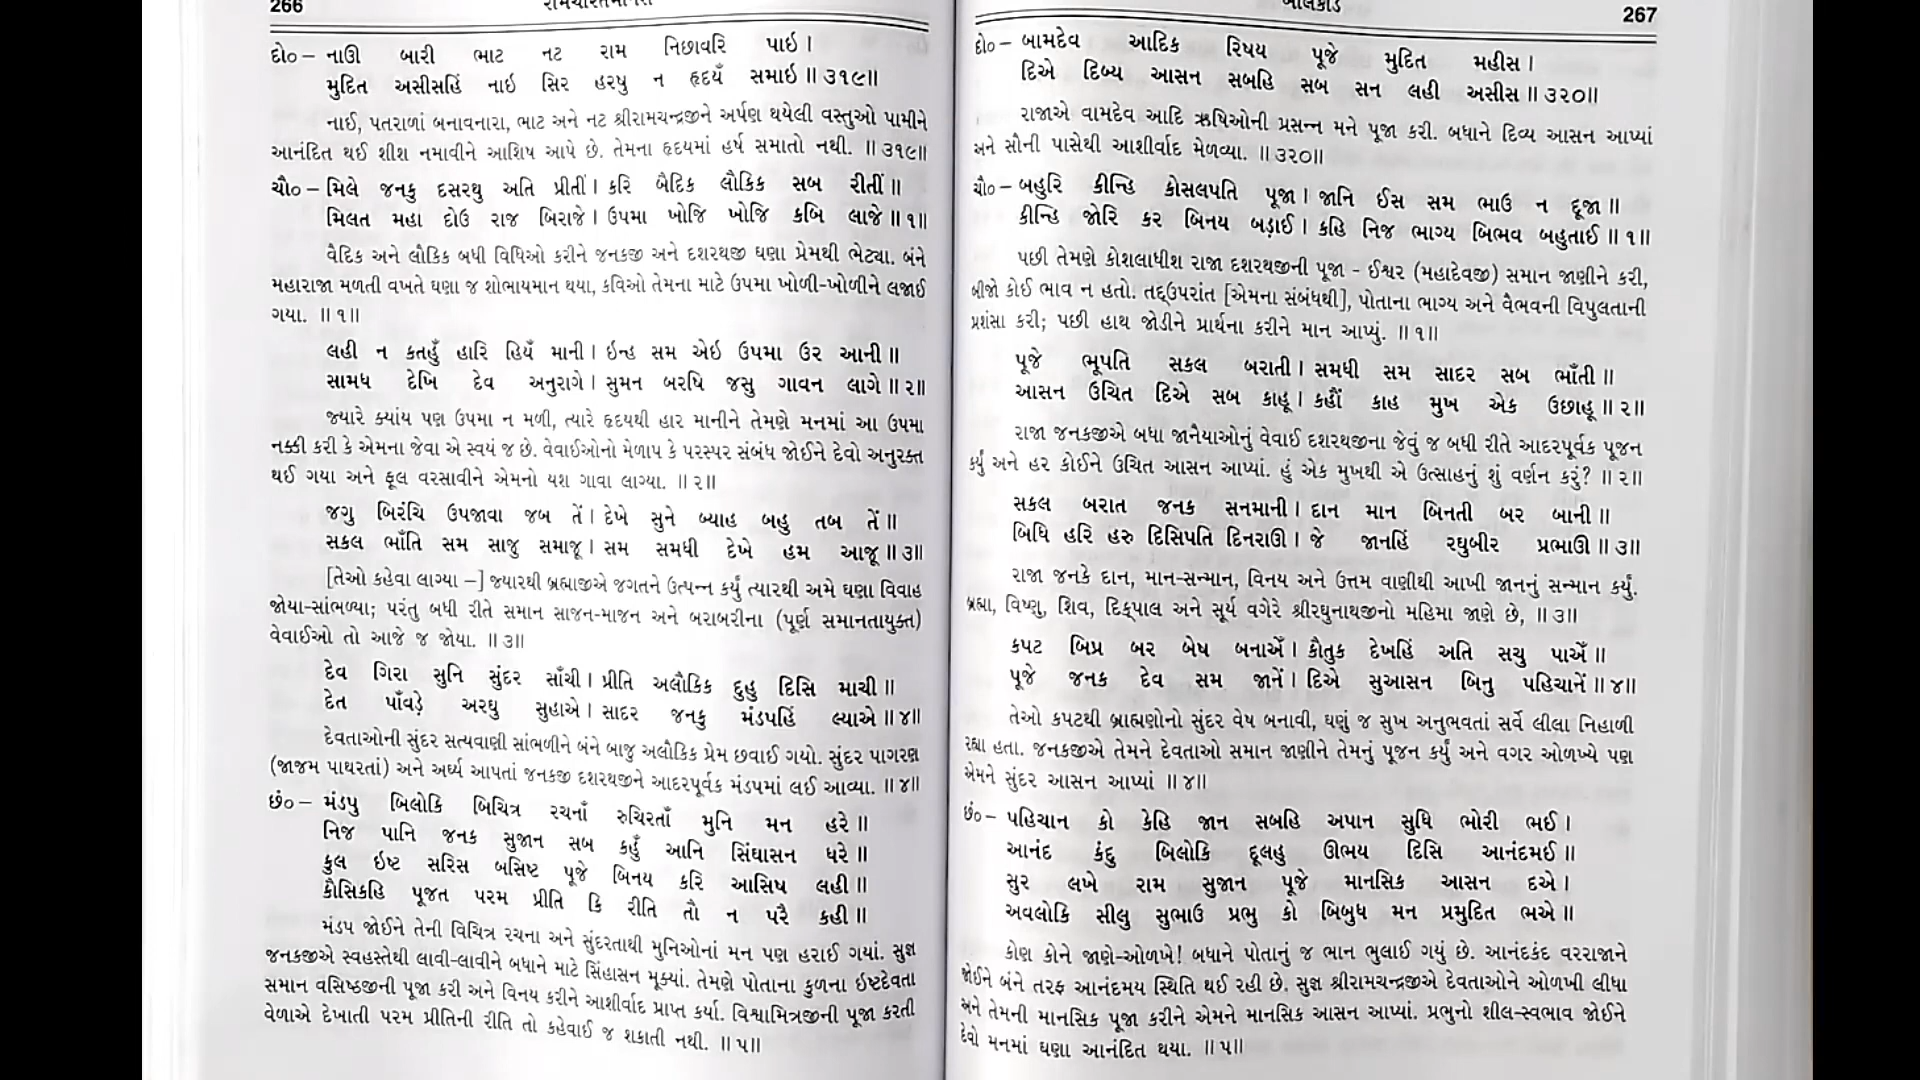 266
રામચરિતમાનસ
દો૦ – નાઊ બારી ભાટ નટ રામ નિછાવરિ પાઇ ।
મુદિત અસીસહિં નાઇ સિર હરષુ ન હૃદયઁ સમાઇ ॥ ૩૧૯॥
નાઈ, પતરાળાં બનાવનારા, ભાટ અને નટ શ્રીરામચન્દ્રજીને અર્પણ થયેલી વસ્તુઓ પામીને
આનંદિત થઈ શીશ નમાવીને આશિષ આપે છે. તેમના હૃદયમાં હર્ષ સમાતો નથી. ॥ ૩૧૯॥
ચૌ૦ – મિલે જનકુ દસરથુ અતિ પ્રીતીં । કરિ બૈદિક લૌકિક સબ રીતીં ॥
મિલત મહા દોઉ રાજ બિરાજે । ઉપમા ખોજિ ખોજિ કબિ લાજે ॥ ૧॥
વૈદિક અને લૌકિક બધી વિધિઓ કરીને જનકજી અને દશરથજી ઘણા પ્રેમથી ભેટ્યા. બંને
મહારાજા મળતી વખતે ઘણા જ શોભાયમાન થયા, કવિઓ તેમના માટે ઉપમા ખોળી-ખોળીને લજાઈ
ગયા. ॥ ૧॥
લહી ન કતહુઁ હારિ હિયઁ માની । ઇન્હ સમ એઇ ઉપમા ઉર આની ॥
સામધ દેખિ દેવ અનુરાગે । સુમન બરષિ જસુ ગાવન લાગે ॥ ૨॥
જ્યારે ક્યાંય પણ ઉપમા ન મળી, ત્યારે હૃદયથી હાર માનીને તેમણે મનમાં આ ઉપમા
નક્કી કરી કે એમના જેવા એ સ્વયં જ છે. વેવાઈઓનો મેળાપ કે પરસ્પર સંબંધ જોઈને દેવો અનુરક્ત
થઈ ગયા અને ફૂલ વરસાવીને એમનો યશ ગાવા લાગ્યા. ॥ ૨॥
જગુ બિરંચિ ઉપજાવા જબ તેં । દેખે સુને બ્યાહ બહુ તબ તેં ॥
સકલ ભાઁતિ સમ સાજુ સમાજૂ । સમ સમધી દેખે હમ આજૂ ॥ ૩॥
[તેઓ કહેવા લાગ્યા —] જ્યારથી બ્રહ્માજીએ જગતને ઉત્પન્ન કર્યું ત્યારથી અમે ઘણા વિવાહ
જોયા-સાંભળ્યા; પરંતુ બધી રીતે સમાન સાજન-માજન અને બરાબરીના (પૂર્ણ સમાનતાયુક્ત)
વેવાઈઓ તો આજે જ જોયા. ॥ ૩॥
દેવ ગિરા સુનિ સુંદર સાઁચી । પ્રીતિ અલૌકિક દુહુ દિસિ માચી ॥
દેત પાઁવડ઼ે અરઘુ સુહાએ । સાદર જનકુ મંડપહિં લ્યાએ ॥ ૪॥
દેવતાઓની સુંદર સત્યવાણી સાંભળીને બંને બાજુ અલૌકિક પ્રેમ છવાઈ ગયો. સુંદર પાગરણ
(જાજમ પાથરતાં) અને અર્ઘ્ય આપતાં જનકજી દશરથજીને આદરપૂર્વક મંડપમાં લઈ આવ્યા. ॥ ૪॥
છં૦ – મંડપુ બિલોકિ બિચિત્ર રચનાઁ રુચિરતાઁ મુનિ મન હરે ॥
નિજ પાનિ જનક સુજાન સબ કહુઁ આનિ સિંઘાસન ધરે ॥
કુલ ઇષ્ટ સરિસ બસિષ્ટ પૂજે બિનય કરિ આસિષ લહી ॥
કૌસિકહિ પૂજત પરમ પ્રીતિ કિ રીતિ તૌ ન પરૈ કહી ॥
મંડપ જોઈને તેની વિચિત્ર રચના અને સુંદરતાથી મુનિઓનાં મન પણ હરાઈ ગયાં. સુજ્ઞ
જનકજીએ સ્વહસ્તેથી લાવી-લાવીને બધાને માટે સિંહાસન મૂક્યાં. તેમણે પોતાના કુળના ઇષ્ટદેવતા
સમાન વસિષ્ઠજીની પૂજા કરી અને વિનય કરીને આશીર્વાદ પ્રાપ્ત કર્યા. વિશ્વામિત્રજીની પૂજા કરતી
વેળાએ દેખાતી પરમ પ્રીતિની રીતિ તો કહેવાઈ જ શકાતી નથી. ॥ ૫॥
બાલકાંડ
267
દો૦ – બામદેવ આદિક રિષય પૂજે મુદિત મહીસ ।
દિએ દિબ્ય આસન સબહિ સબ સન લહી અસીસ ॥ ૩૨૦॥
રાજાએ વામદેવ આદિ ઋષિઓની પ્રસન્ન મને પૂજા કરી. બધાને દિવ્ય આસન આપ્યાં
અને સૌની પાસેથી આશીર્વાદ મેળવ્યા. ॥ ૩૨૦॥
ચૌ૦ – બહુરિ કીન્હિ કોસલપતિ પૂજા । જાનિ ઈસ સમ ભાઉ ન દૂજા ॥
કીન્હિ જોરિ કર બિનય બડ઼ાઈ । કહિ નિજ ભાગ્ય બિભવ બહુતાઈ ॥ ૧॥
પછી તેમણે કોશલાધીશ રાજા દશરથજીની પૂજા - ઈશ્વર (મહાદેવજી) સમાન જાણીને કરી,
બીજો કોઈ ભાવ ન હતો. તદ્ઉપરાંત [એમના સંબંધથી], પોતાના ભાગ્ય અને વૈભવની વિપુલતાની
પ્રશંસા કરી; પછી હાથ જોડીને પ્રાર્થના કરીને માન આપ્યું. ॥ ૧॥
પૂજે ભૂપતિ સકલ બરાતી । સમધી સમ સાદર સબ ભાઁતી ॥
આસન ઉચિત દિએ સબ કાહૂ । કહૌં કાહ મુખ એક ઉછાહૂ ॥ ૨॥
રાજા જનકજીએ બધા જાનૈયાઓનું વેવાઈ દશરથજીના જેવું જ બધી રીતે આદરપૂર્વક પૂજન
કર્યું અને હર કોઈને ઉચિત આસન આપ્યાં. હું એક મુખથી એ ઉત્સાહનું શું વર્ણન કરું? ॥ ૨॥
સકલ બરાત જનક સનમાની । દાન માન બિનતી બર બાની ॥
બિધિ હરિ હરુ દિસિપતિ દિનરાઊ । જે જાનહિં રઘુબીર પ્રભાઊ ॥ ૩॥
રાજા જનકે દાન, માન-સન્માન, વિનય અને ઉત્તમ વાણીથી આખી જાનનું સન્માન કર્યું.
બ્રહ્મા, વિષ્ણુ, શિવ, દિક્પાલ અને સૂર્ય વગેરે શ્રીરઘુનાથજીનો મહિમા જાણે છે, ॥ ૩॥
કપટ બિપ્ર બર બેષ બનાએઁ । કૌતુક દેખહિં અતિ સચુ પાએઁ ॥
પૂજે જનક દેવ સમ જાનેં । દિએ સુઆસન બિનુ પહિચાનેં ॥ ૪॥
તેઓ કપટથી બ્રાહ્મણોનો સુંદર વેષ બનાવી, ઘણું જ સુખ અનુભવતાં સર્વે લીલા નિહાળી
રહ્યા હતા. જનકજીએ તેમને દેવતાઓ સમાન જાણીને તેમનું પૂજન કર્યું અને વગર ઓળખ્યે પણ
એમને સુંદર આસન આપ્યાં ॥ ૪॥
છં૦ – પહિચાન કો કેહિ જાન સબહિ અપાન સુધિ ભોરી ભઈ ।
આનંદ કંદુ બિલોકિ દૂલહુ ઊભય દિસિ આનંદમઈ ॥
સુર લખે રામ સુજાન પૂજે માનસિક આસન દએ ।
અવલોકિ સીલુ સુભાઉ પ્રભુ કો બિબુધ મન પ્રમુદિત ભએ ॥
કોણ કોને જાણે-ઓળખે! બધાને પોતાનું જ ભાન ભુલાઈ ગયું છે. આનંદકંદ વરરાજાને
જોઈને બંને તરફ આનંદમય સ્થિતિ થઈ રહી છે. સુજ્ઞ શ્રીરામચન્દ્રજીએ દેવતાઓને ઓળખી લીધા
અને તેમની માનસિક પૂજા કરીને એમને માનસિક આસન આપ્યાં. પ્રભુનો શીલ-સ્વભાવ જોઈને
દેવો મનમાં ઘણા આનંદિત થયા. ॥ ૫॥